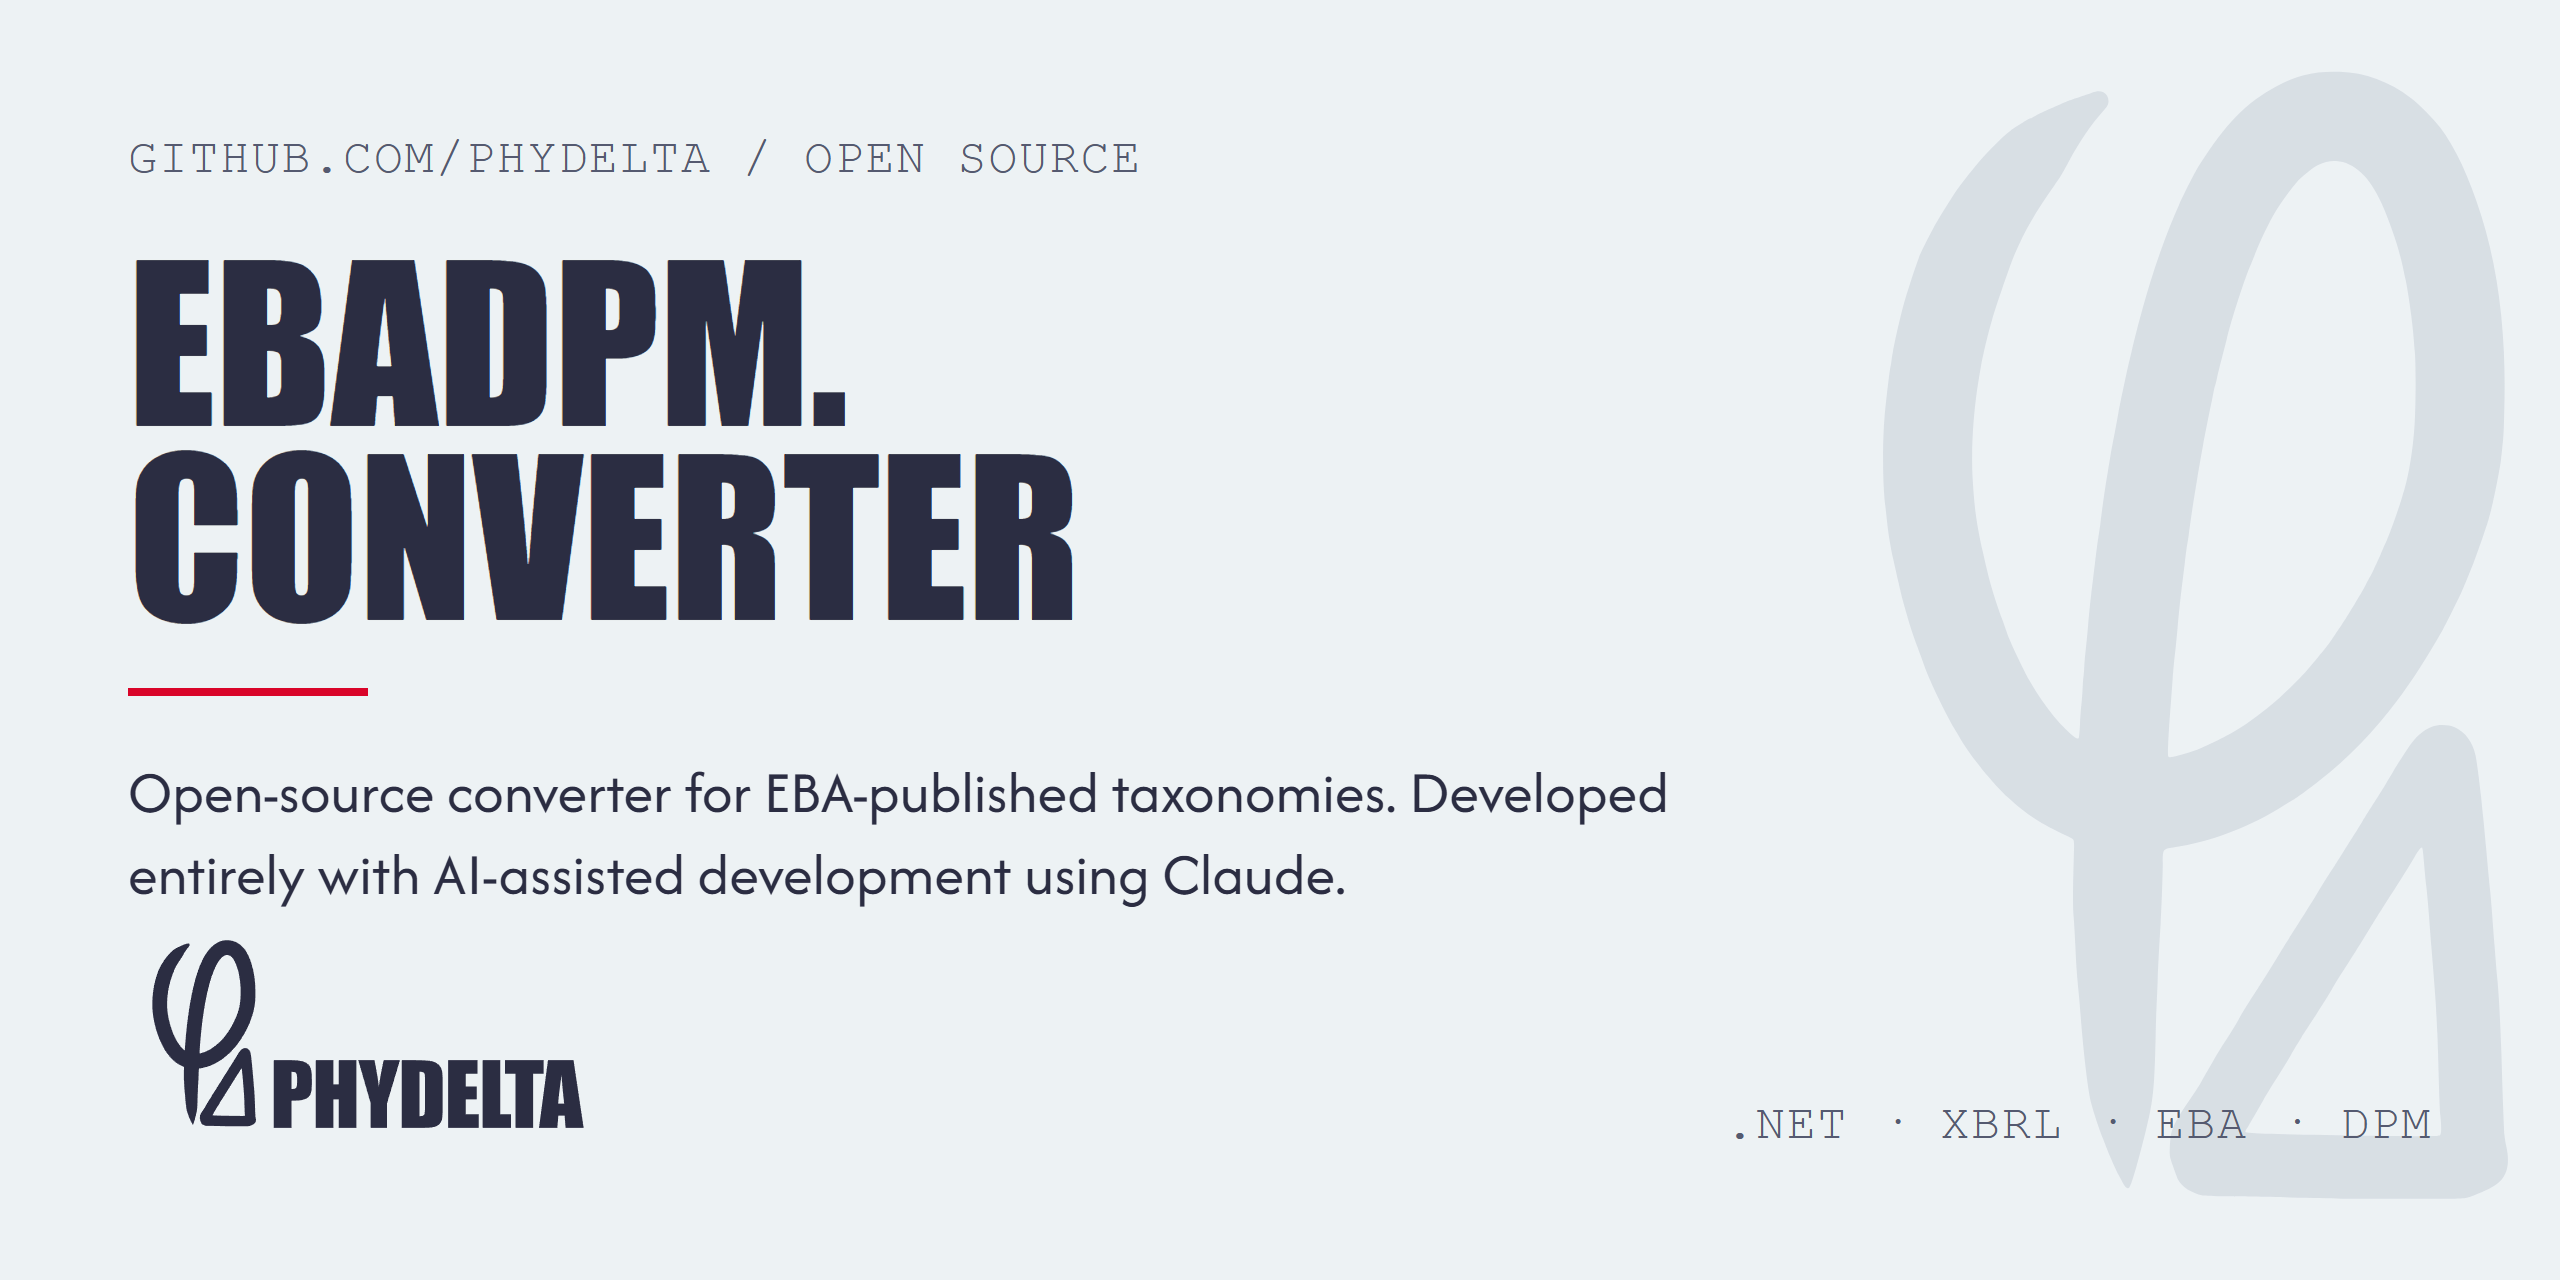 GITHUB.COM/PHYDELTA / OPEN SOURCE
EBADPM.
CONVERTER
Open-source converter for EBA-published taxonomies. Developed
entirely with AI-assisted development using Claude.
PHYDELTA
.NET · XBRL · EBA · DPM